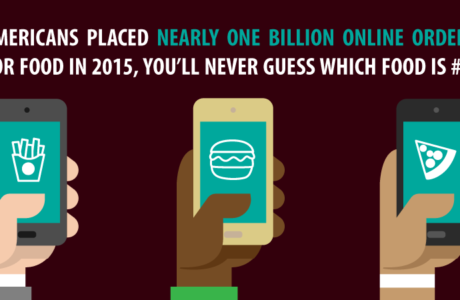 MERICANS PLACED NEARLY ONE BILLION ONLINE ORDE
OR FOOD IN 2015, YOU'LL NEVER GUESS WHICH FOOD IS #